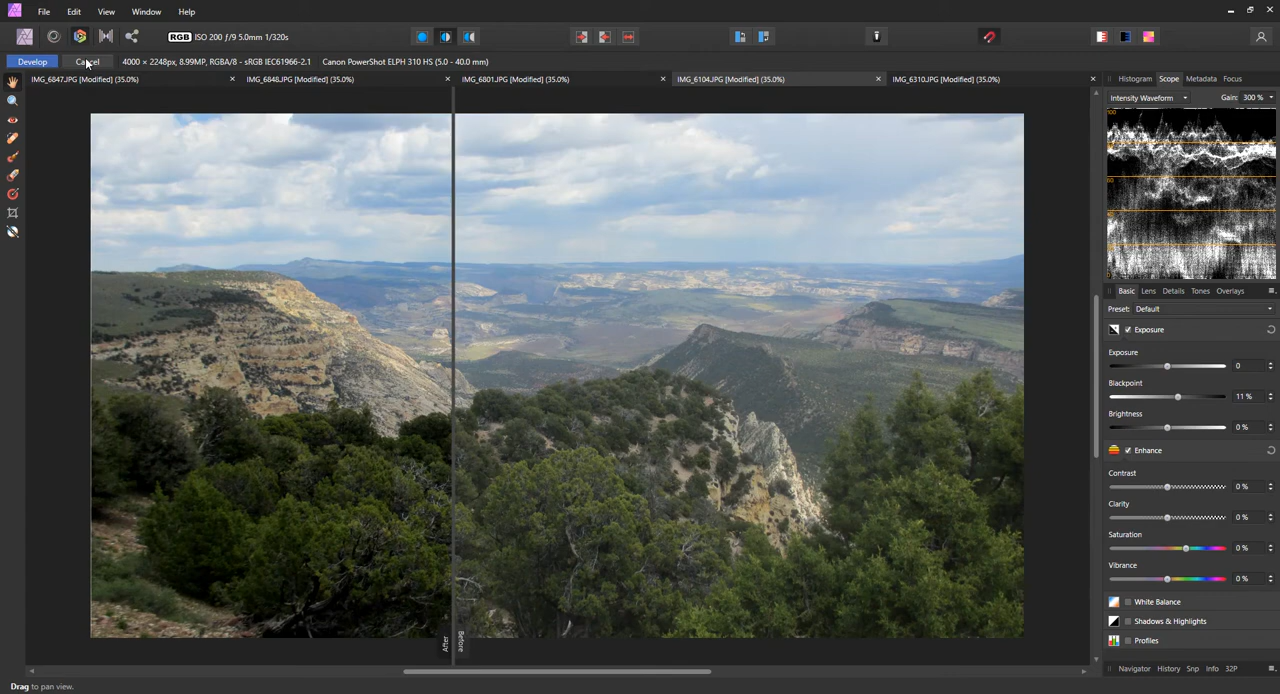 File Edit View Window Help
RGB ISO 200 ƒ/9 5.0mm 1/320s
Develop Cancel 4000 × 2248px, 8.99MP, RGBA/8 - sRGB IEC61966-2.1 Canon PowerShot ELPH 310 HS (5.0 - 40.0 mm)
IMG_6847.JPG [Modified] (35.0%) IMG_6848.JPG [Modified] (35.0%) IMG_6801.JPG [Modified] (35.0%) IMG_6104.JPG [Modified] (35.0%) IMG_6310.JPG [Modified] (35.0%)
Histogram Scope Metadata Focus
Intensity Waveform Gain: 300 %
100
Basic Lens Details Tones Overlays
Preset: Default
Exposure
Exposure
0
Blackpoint
11 %
Brightness
0 %
Enhance
Contrast
0 %
Clarity
0 %
Saturation
0 %
Vibrance
0 %
White Balance
Shadows & Highlights
Profiles
After Before
Navigator History Snp Info 32P
Drag to pan view.